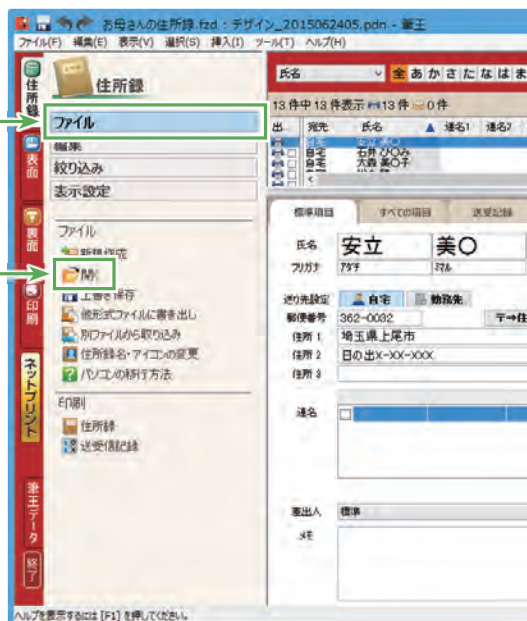 お母さんの住所録.fzd : デザイン_2015062405.pdn - 筆王
ファイル(F) 編集(E) 表示(V) 選択(S) 挿入(I) ツール(T) ヘルプ(H)
住所録
表面
裏面
印刷
ネットプリント
筆王データ
終了
住所録
ファイル
編集
絞り込み
表示設定
ファイル
新規作成
開く
上書き保存
他形式ファイルに書き出し
別ファイルから取り込み
住所録名・アイコンの変更
パソコンの移行方法
印刷
住所録
送受信記録
氏名 全 あ か さ た な は ま
13 件中 13 件表示 13 件 0 件
出 宛先 氏名 ▲ 連名1 連名2
自宅 安立 美〇
自宅 石井 ひ〇み
自宅 大森 美〇子
標準項目 すべての項目 送受記録
氏名 安立 美〇
フリガナ アダチ ミマル
送り先設定 自宅 勤務先
郵便番号 362-0032 〒→住
住所 1 埼玉県上尾市
住所 2 日の出X-XX-XXX
住所 3
連名
差出人 標準
メモ
ヘルプを表示するには [F1] を押してください。